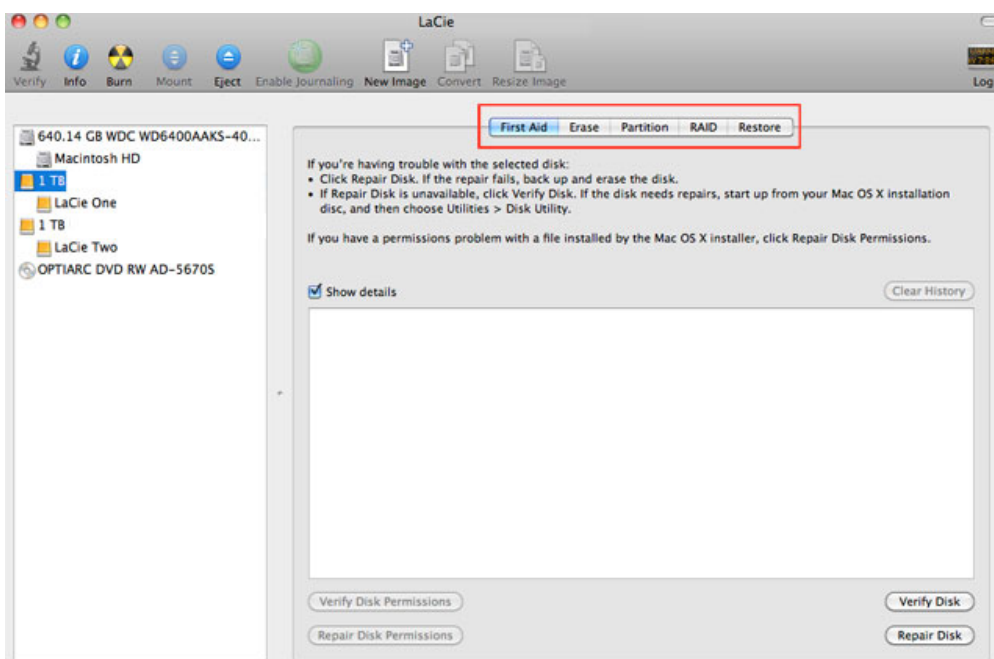 LaCie
Verify Info Burn Mount Eject Enable Journaling New Image Convert Resize Image Log
First Aid Erase Partition RAID Restore
640.14 GB WDC WD6400AAKS-40...
Macintosh HD
1 TB
LaCie One
1 TB
LaCie Two
OPTIARC DVD RW AD-5670S
If you're having trouble with the selected disk:
• Click Repair Disk. If the repair fails, back up and erase the disk.
• If Repair Disk is unavailable, click Verify Disk. If the disk needs repairs, start up from your Mac OS X installation
disc, and then choose Utilities > Disk Utility.
If you have a permissions problem with a file installed by the Mac OS X installer, click Repair Disk Permissions.
Show details
Clear History
Verify Disk Permissions
Verify Disk
Repair Disk Permissions
Repair Disk